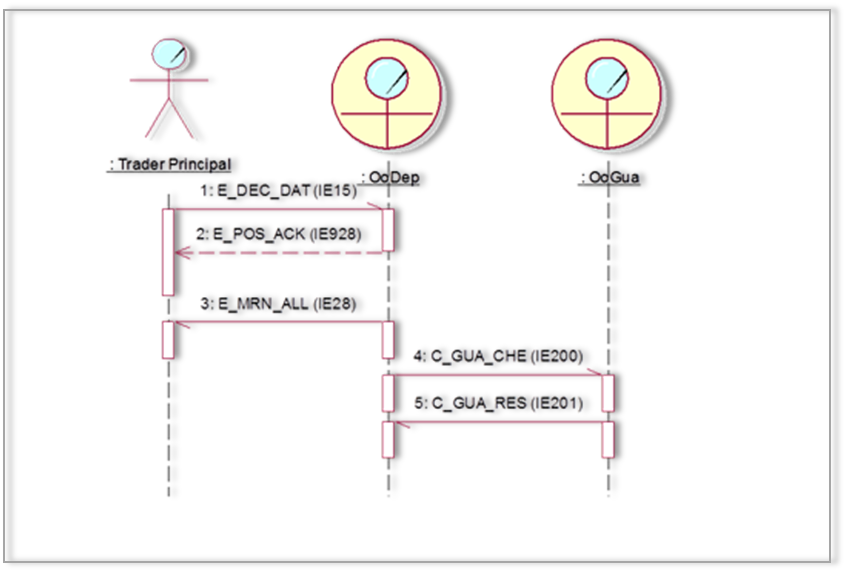 : Trader Principal
: OoDep
: OoGua
1: E_DEC_DAT (IE15)
2: E_POS_ACK (IE928)
3: E_MRN_ALL (IE28)
4: C_GUA_CHE (IE200)
5: C_GUA_RES (IE201)